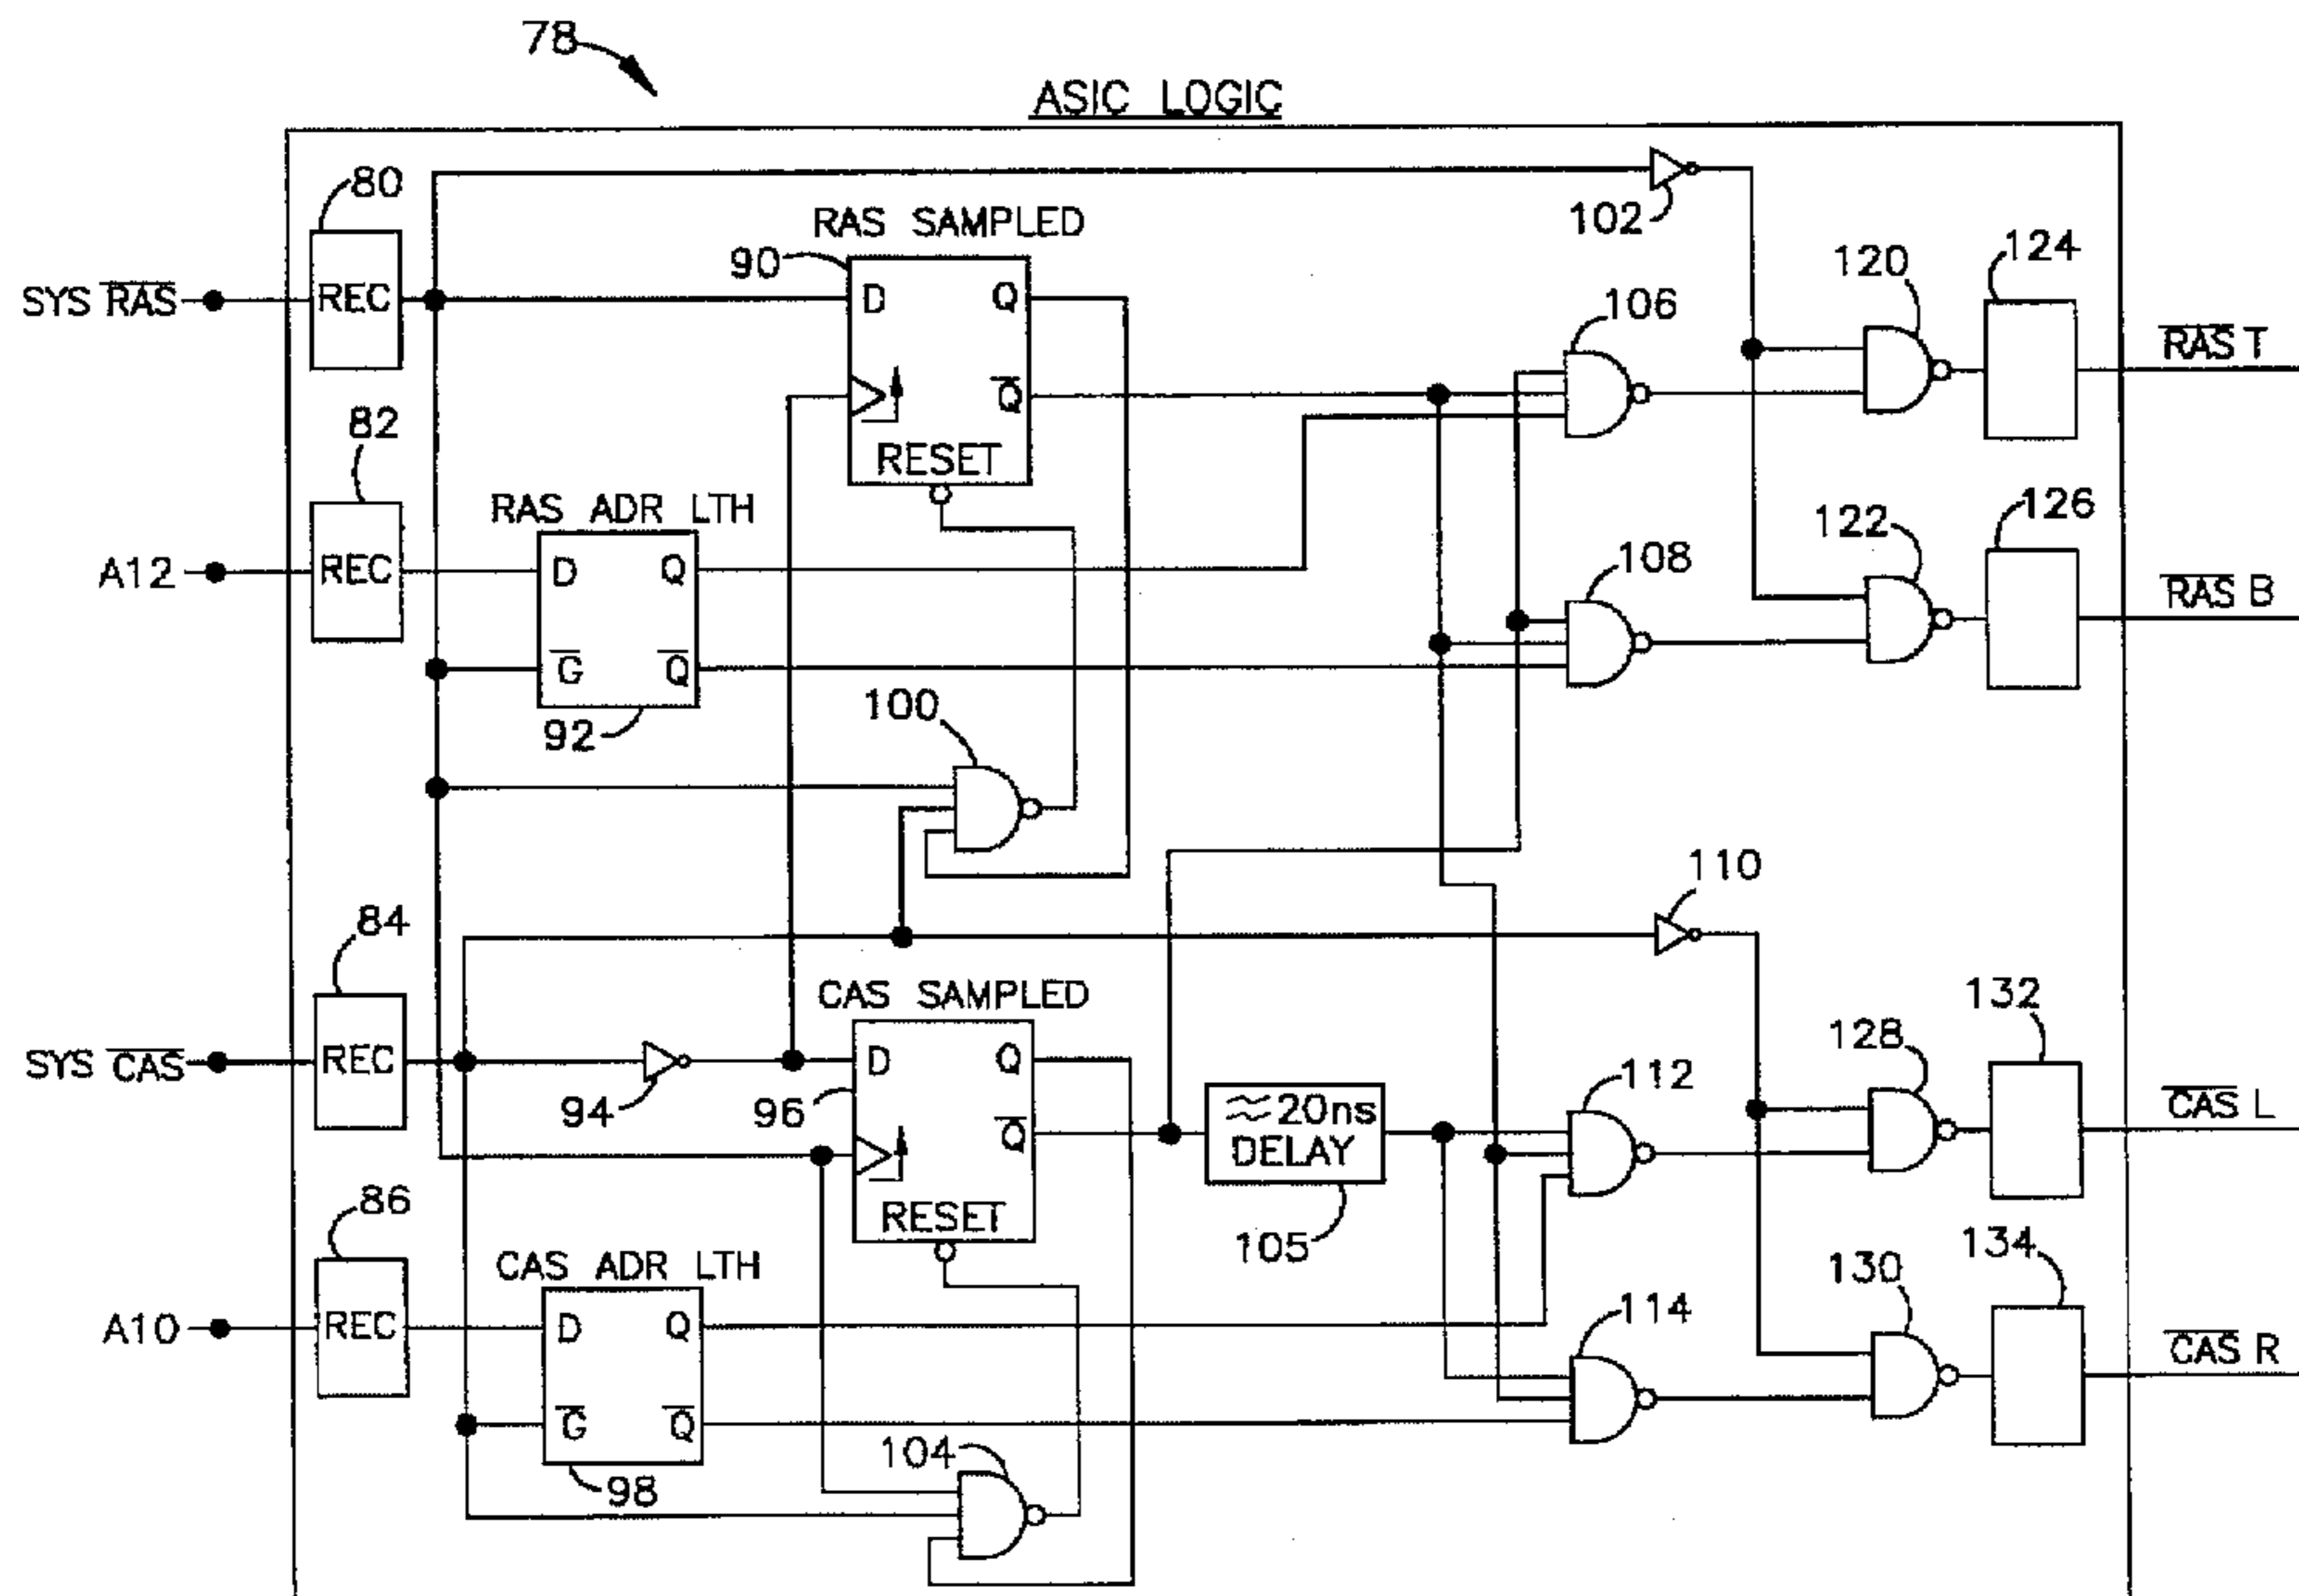 78
ASIC LOGIC
80
102
RAS SAMPLED
90
120
124
SYS RAS
REC
D
Q
106
RAS T
Q
82
RESET
RAS ADR LTH
122
126
A12
REC
D
Q
108
RAS B
G
Q
92
100
84
110
CAS SAMPLED
132
SYS CAS
REC
94
D
Q
128
112
96
≈20ns
DELAY
CAS L
Q
86
RESET
105
CAS ADR LTH
130
134
A10
REC
D
Q
114
CAS R
G
Q
104
98